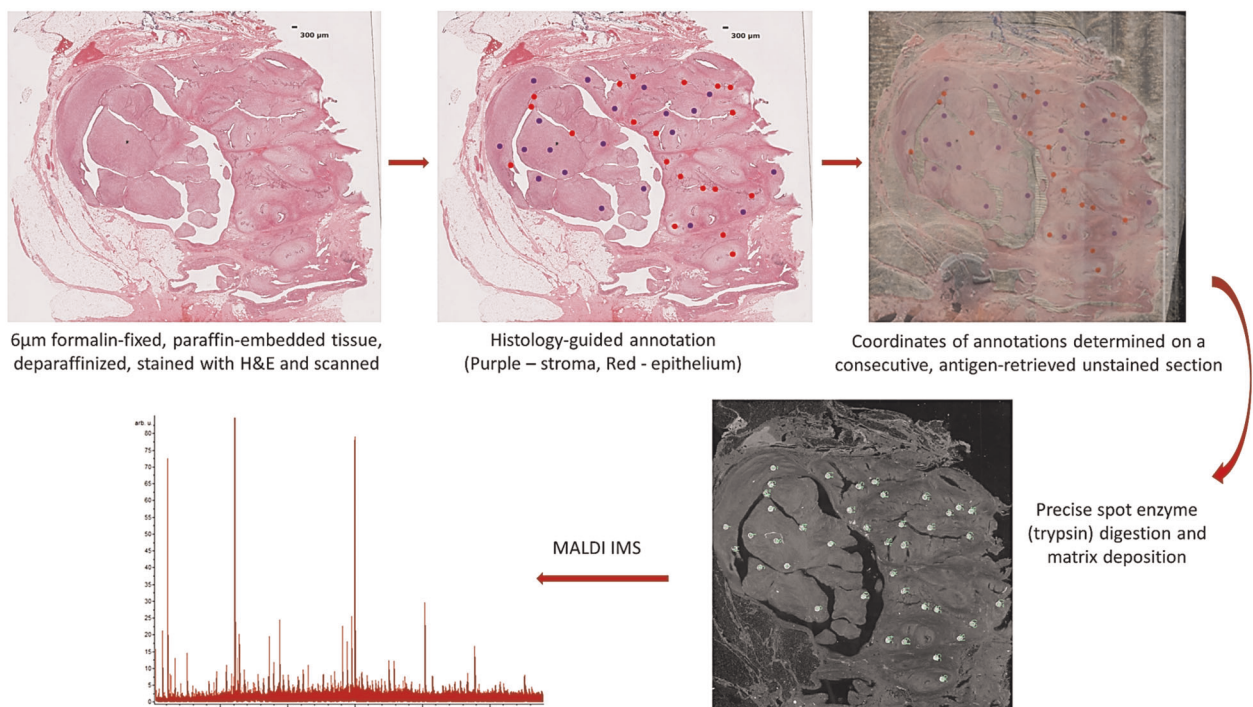 300 µm
300 µm
6µm formalin-fixed, paraffin-embedded tissue,
deparaffinized, stained with H&E and scanned
Histology-guided annotation
(Purple – stroma, Red - epithelium)
Coordinates of annotations determined on a
consecutive, antigen-retrieved unstained section
Precise spot enzyme
(trypsin) digestion and
matrix deposition
MALDI IMS
arb. u.
80
75
70
65
60
55
50
45
40
35
30
25
20
15
10
5
0